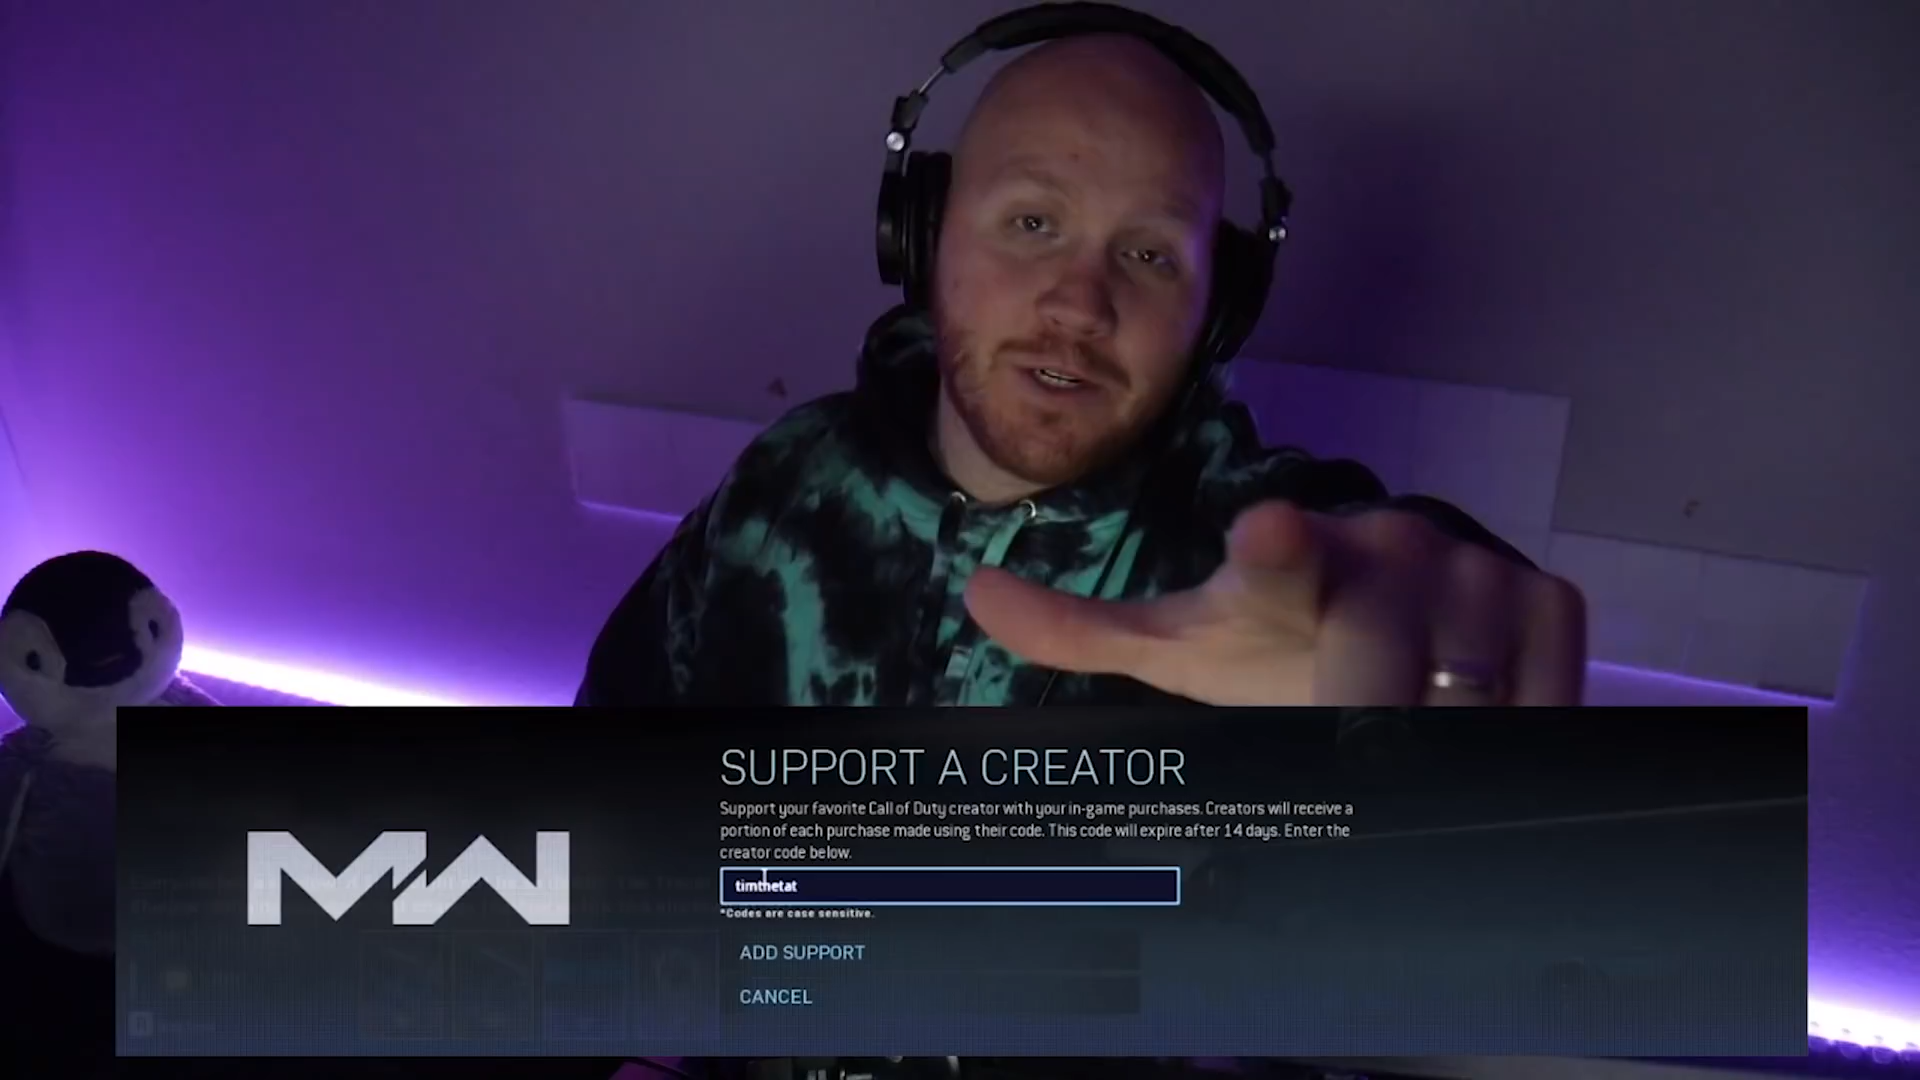 SUPPORT A CREATOR
Support your favorite Call of Duty creator with your in-game purchases. Creators will receive a
portion of each purchase made using their code. This code will expire after 14 days. Enter the
creator code below.
MW
timthetat
*Codes are case sensitive.
ADD SUPPORT
CANCEL